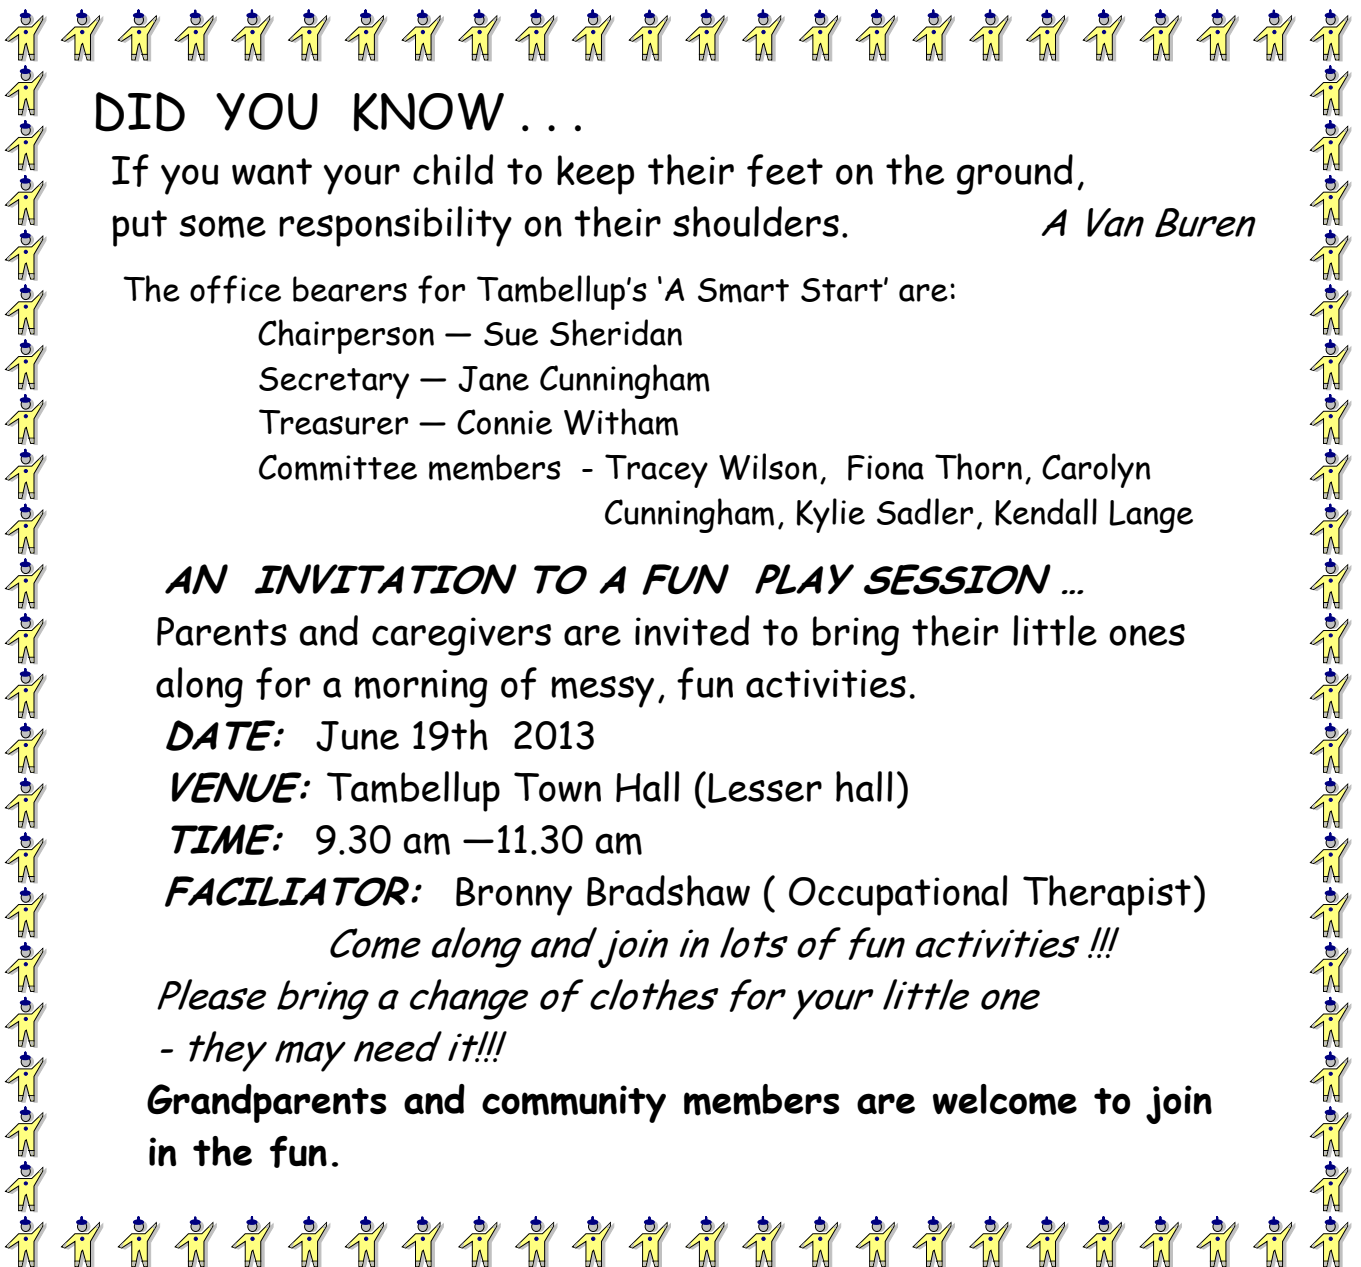 DID YOU KNOW . . .
If you want your child to keep their feet on the ground,
put some responsibility on their shoulders. A Van Buren
The office bearers for Tambellup’s ‘A Smart Start’ are:
Chairperson — Sue Sheridan
Secretary — Jane Cunningham
Treasurer — Connie Witham
Committee members - Tracey Wilson, Fiona Thorn, Carolyn
Cunningham, Kylie Sadler, Kendall Lange
AN INVITATION TO A FUN PLAY SESSION …
Parents and caregivers are invited to bring their little ones
along for a morning of messy, fun activities.
DATE: June 19th 2013
VENUE: Tambellup Town Hall (Lesser hall)
TIME: 9.30 am —11.30 am
FACILIATOR: Bronny Bradshaw ( Occupational Therapist)
Come along and join in lots of fun activities !!!
Please bring a change of clothes for your little one
- they may need it!!!
Grandparents and community members are welcome to join
in the fun.